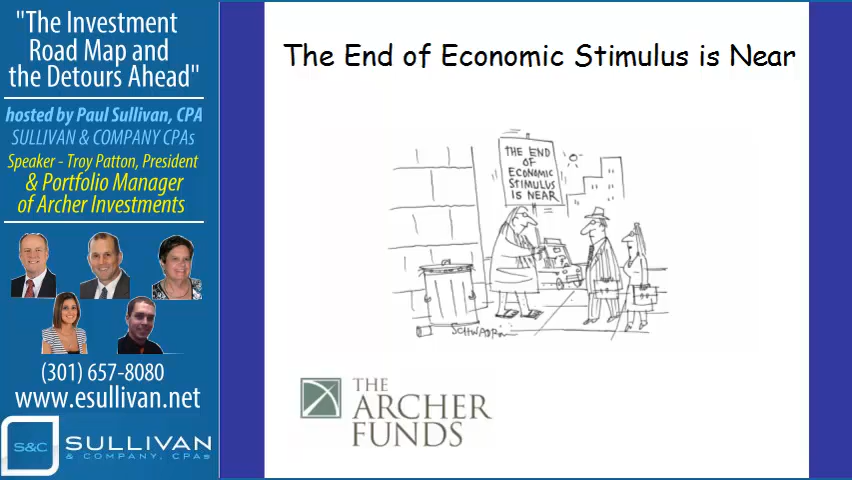 "The Investment
Road Map and
the Detours Ahead"
hosted by Paul Sullivan, CPA
SULLIVAN & COMPANY CPAs
Speaker - Troy Patton, President
& Portfolio Manager
of Archer Investments
(301) 657-8080
www.esullivan.net
S&C
SULLIVAN
& COMPANY, CPAs
The End of Economic Stimulus is Near
THE END
OF
ECONOMIC
STIMULUS
IS NEAR
THE
ARCHER
FUNDS